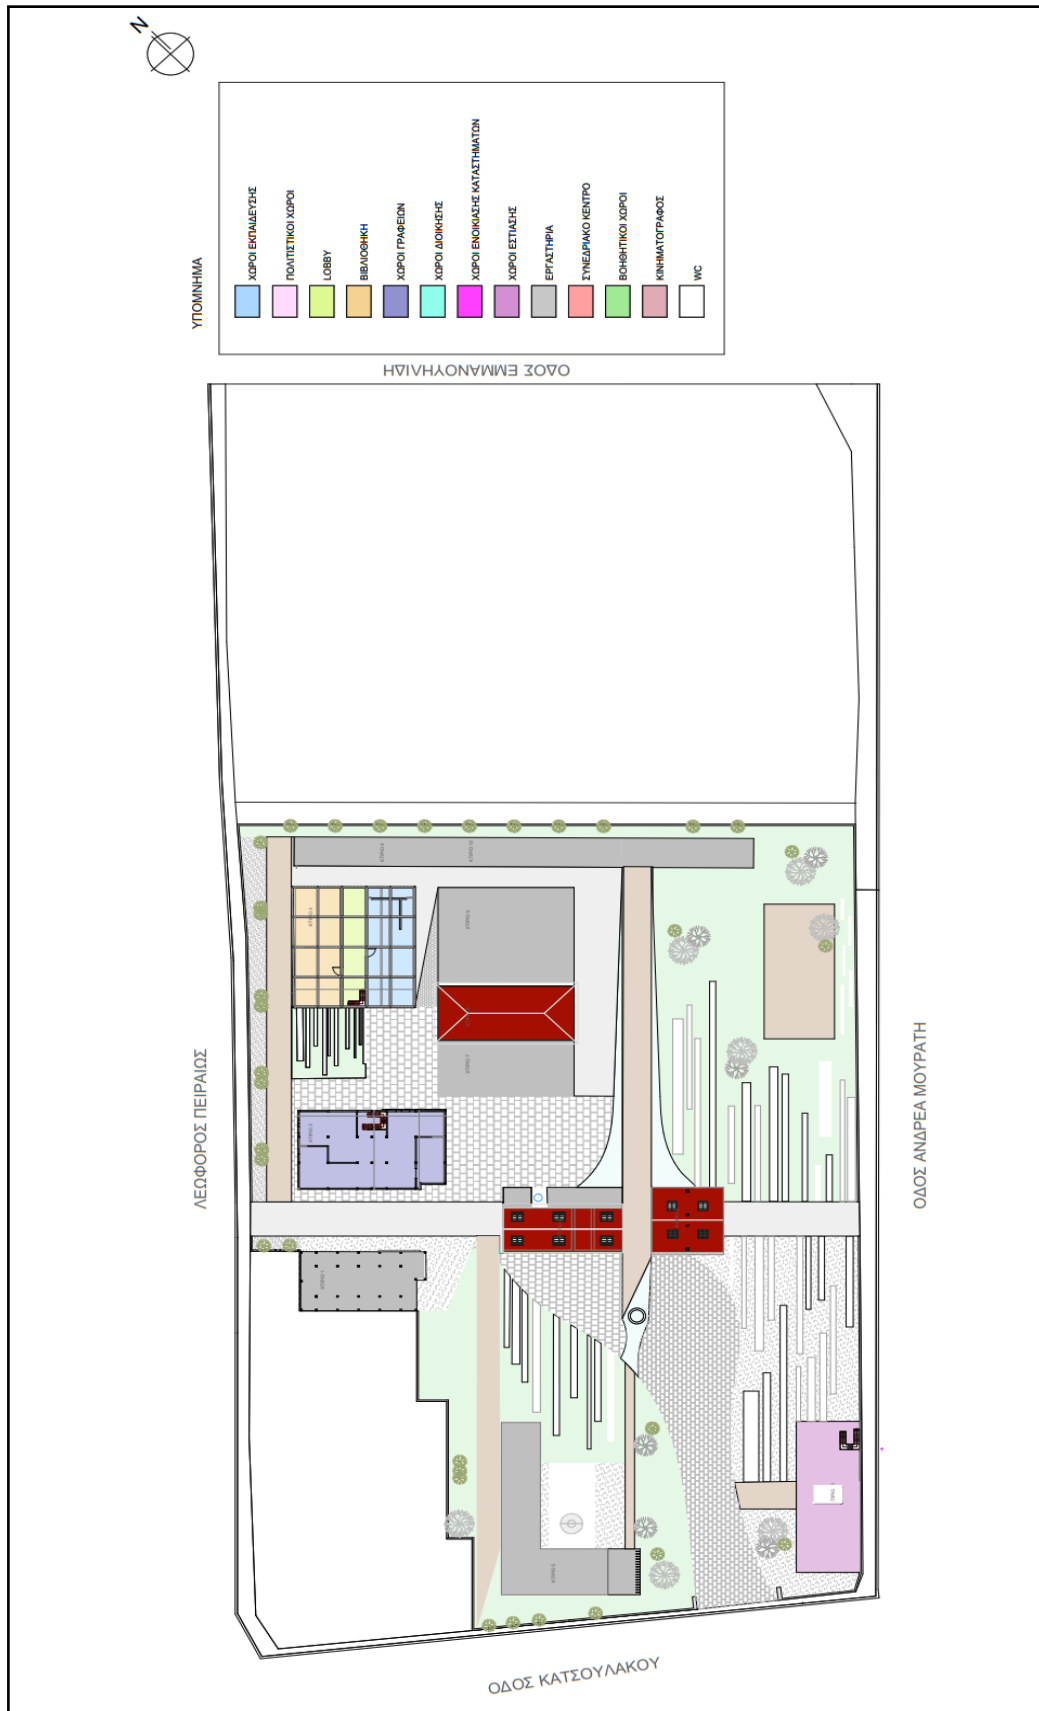 N
ΥΠΟΜΝΗΜΑ
ΧΩΡΟΙ ΕΚΠΑΙΔΕΥΣΗΣ
ΠΟΛΙΤΙΣΤΙΚΟΙ ΧΩΡΟΙ
LOBBY
ΒΙΒΛΙΟΘΗΚΗ
ΧΩΡΟΙ ΓΡΑΦΕΙΩΝ
ΧΩΡΟΙ ΔΙΟΙΚΗΣΗΣ
ΧΩΡΟΙ ΕΝΟΙΚΙΑΣΗΣ ΚΑΤΑΣΤΗΜΑΤΩΝ
ΧΩΡΟΙ ΕΣΤΙΑΣΗΣ
ΕΡΓΑΣΤΗΡΙΑ
ΣΥΝΕΔΡΙΑΚΟ ΚΕΝΤΡΟ
ΒΟΗΘΗΤΙΚΟΙ ΧΩΡΟΙ
ΚΙΝΗΜΑΤΟΓΡΑΦΟΣ
WC
ΟΔΟΣ ΕΜΜΑΝΟΥΗΛΙΔΗ
ΛΕΩΦΟΡΟΣ ΠΕΙΡΑΙΩΣ
ΟΔΟΣ ΑΝΔΡΕΑ ΜΟΥΡΑΤΗ
ΟΔΟΣ ΚΑΤΣΟΥΛΑΚΟΥ